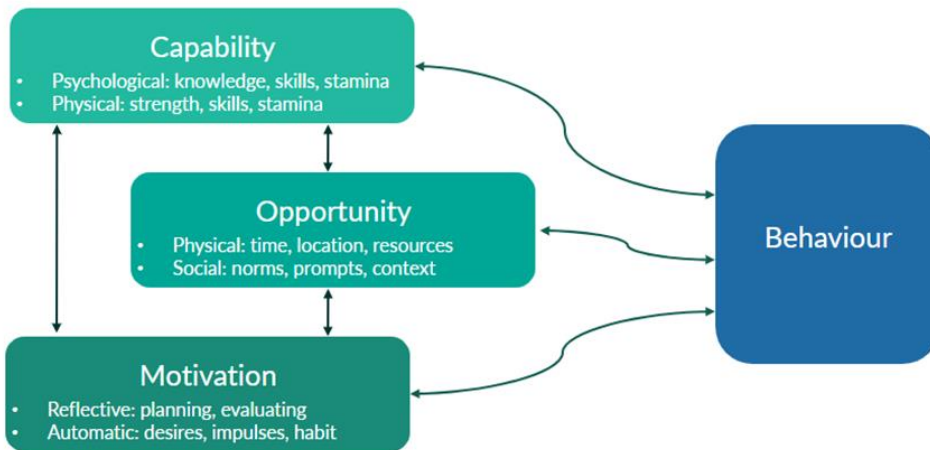 Capability
• Psychological: knowledge, skills, stamina
• Physical: strength, skills, stamina
Opportunity
• Physical: time, location, resources
• Social: norms, prompts, context
Motivation
• Reflective: planning, evaluating
• Automatic: desires, impulses, habit
Behaviour